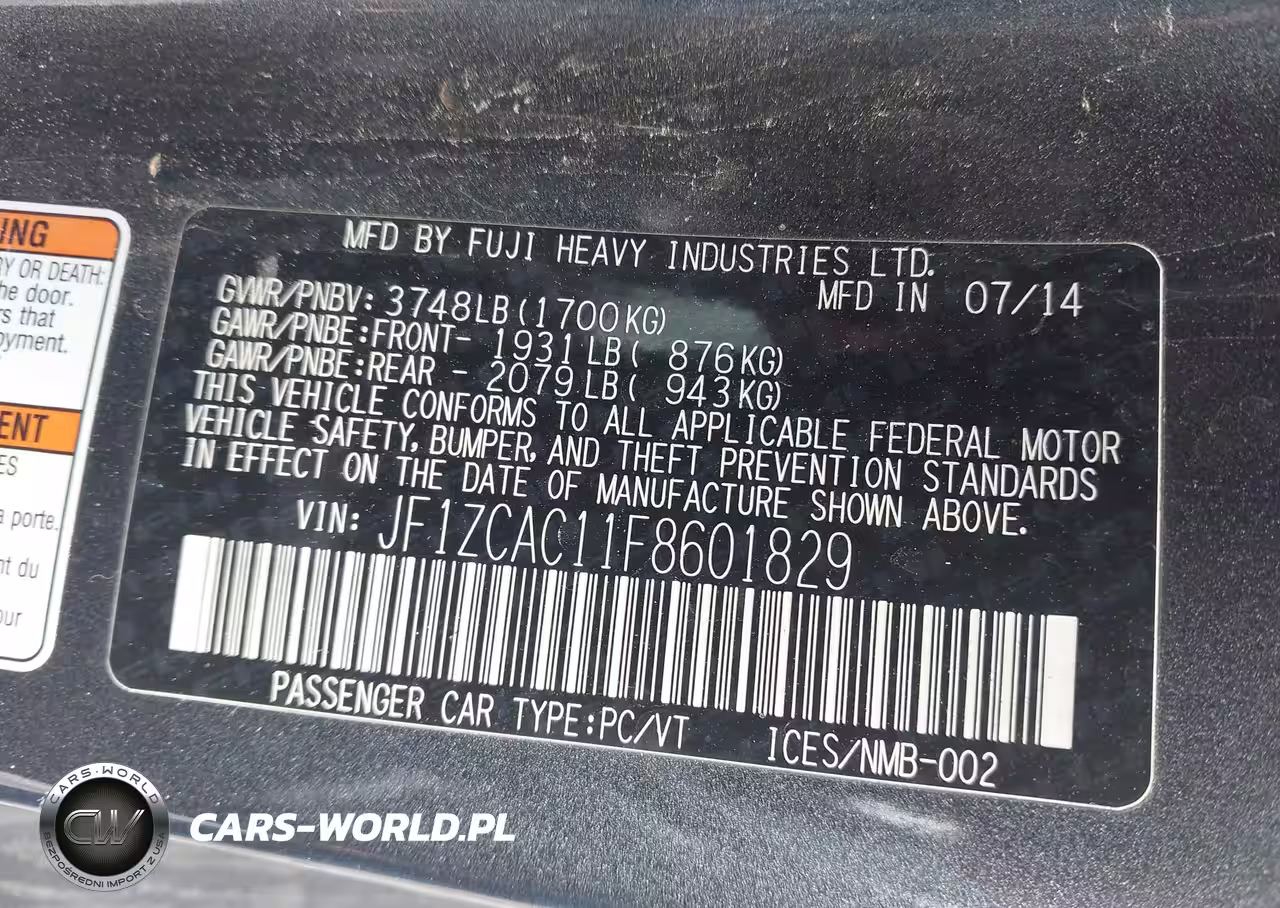 ING
RY OR DEATH:
he door.
rs that
oyment.
ENT
ES
a porte.
nt du
our
MFD BY FUJI HEAVY INDUSTRIES LTD.
GVWR/PNBV: 3748LB(1700KG) MFD IN 07/14
GAWR/PNBE:FRONT- 1931LB( 876KG)
GAWR/PNBE:REAR - 2079LB( 943KG)
THIS VEHICLE CONFORMS TO ALL APPLICABLE FEDERAL MOTOR
VEHICLE SAFETY, BUMPER, AND THEFT PREVENTION STANDARDS
IN EFFECT ON THE DATE OF MANUFACTURE SHOWN ABOVE.
VIN: JF1ZCAC11F8601829
PASSENGER CAR TYPE:PC/VT ICES/NMB-002
CARS-WORLD
CW
BEZPOŚREDNI IMPORT Z USA
CARS-WORLD.PL